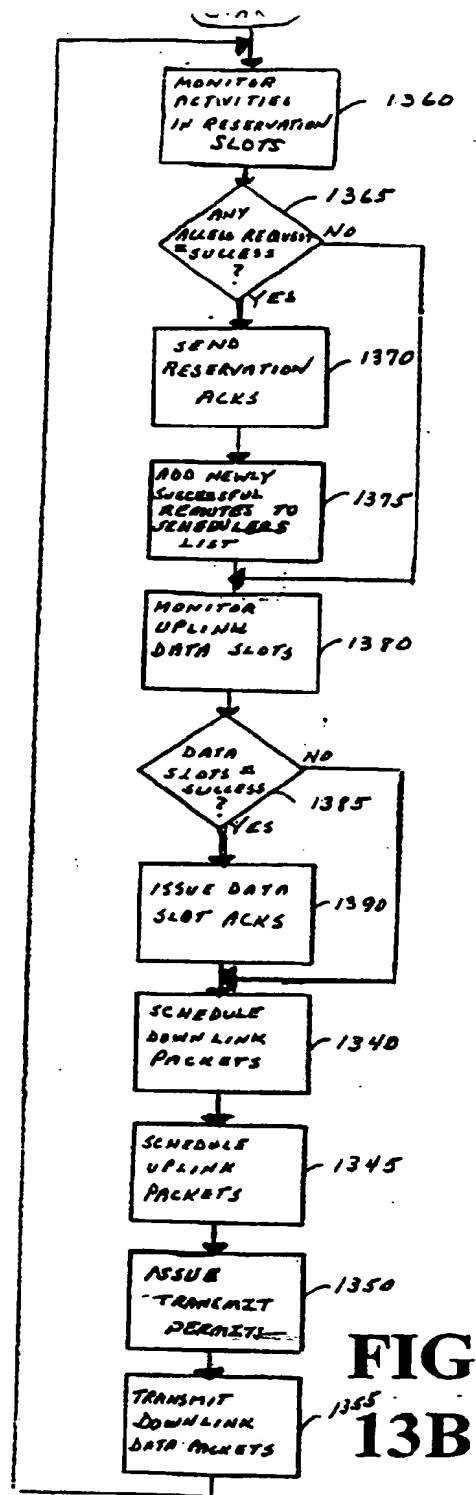 MONITOR
ACTIVITIES
IN RESERVATION
SLOTS
1360
ANY
ACCESS REQUEST
= SUCCESS
?
1365
NO
YES
SEND
RESERVATION
ACKS
1370
ADD NEWLY
SUCCESSFUL
REMOTES TO
SCHEDULERS
LIST
1375
MONITOR
UPLINK
DATA SLOTS
1380
DATA
SLOTS =
SUCCESS
?
NO
1385
YES
ISSUE DATA
SLOT ACKS
1390
SCHEDULE
DOWNLINK
PACKETS
1340
SCHEDULE
UPLINK
PACKETS
1345
ISSUE
TRANSMIT
PERMITS
1350
TRANSMIT
DOWNLINK
DATA PACKETS
1355
FIG
13B